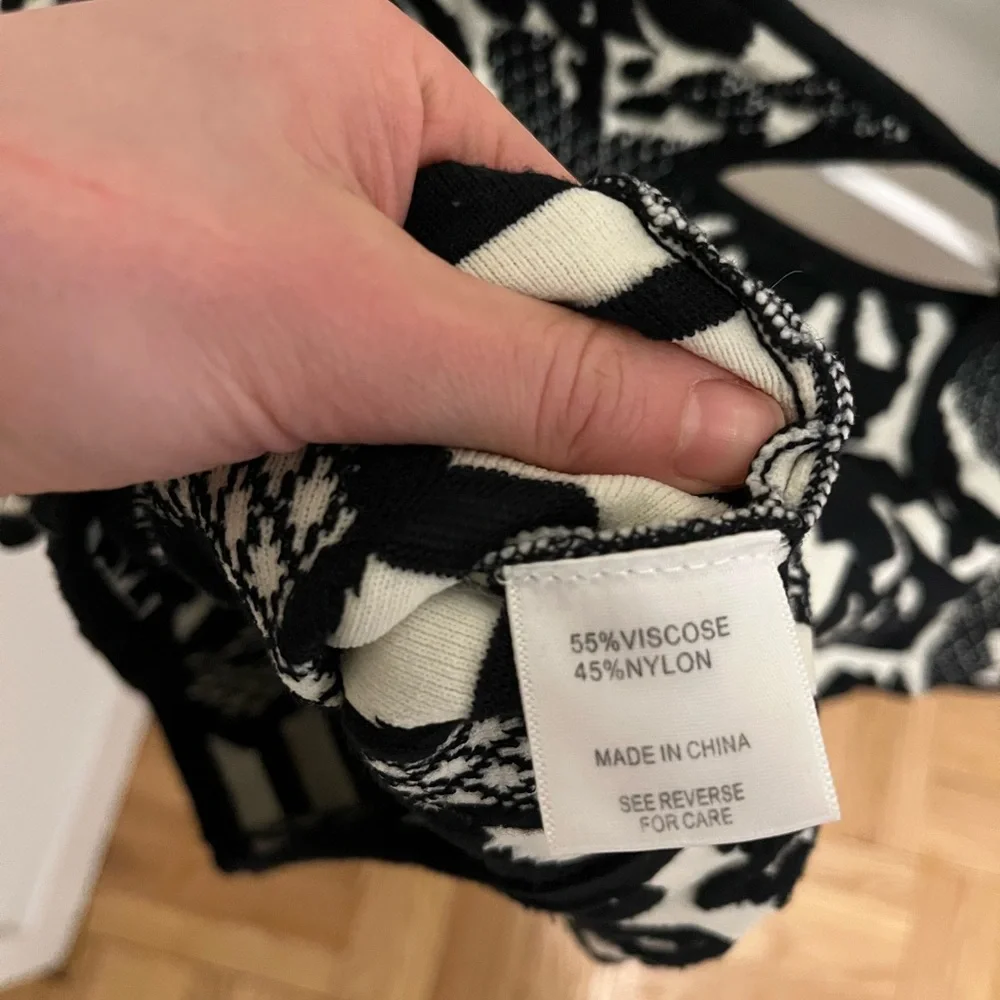 55%VISCOSE
45%NYLON
MADE IN CHINA
SEE REVERSE
FOR CARE